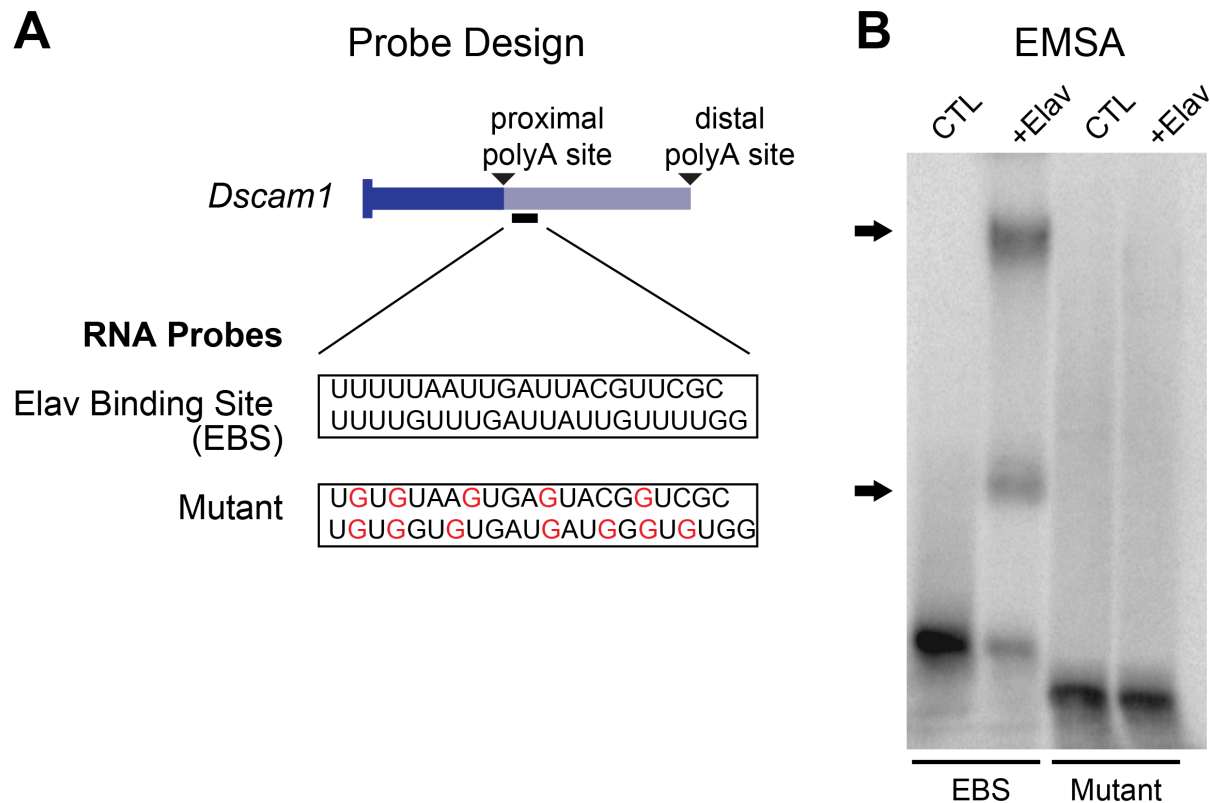 A
Probe Design
proximal
polyA site
distal
polyA site
Dscam1
RNA Probes
Elav Binding Site
(EBS)
UUUUUAAUUGAUUACGUUCGC
UUUUGUUUGAUUAUUGUUUUGG
Mutant
UGUGUAAGUGAGUACGGUCGC
UGUGGUGUGAUGAUGGGUGUGG
B
EMSA
CTL
+Elav
CTL
+Elav
EBS
Mutant